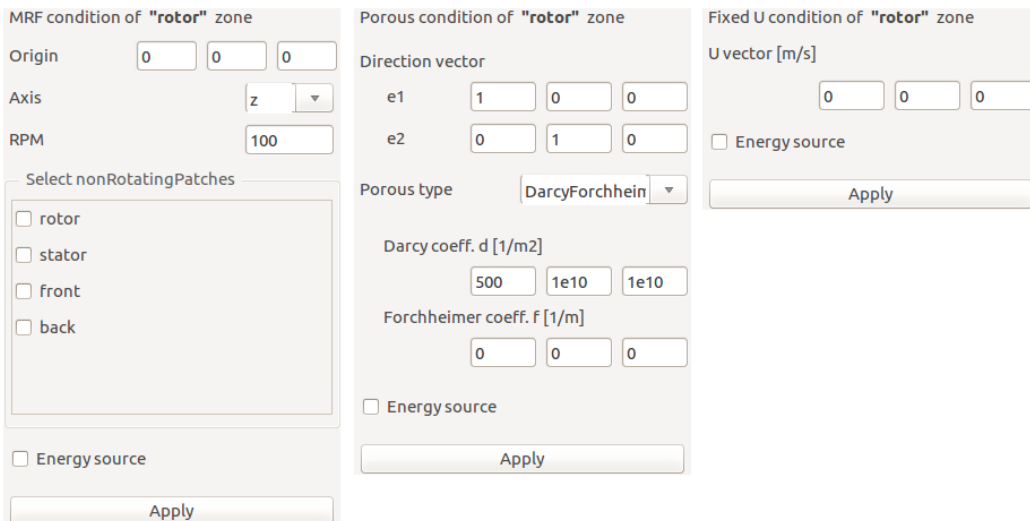 MRF condition of "rotor" zone
Origin 0 0 0
Axis z
RPM 100
Select nonRotatingPatches
rotor
stator
front
back
Energy source
Apply
Porous condition of "rotor" zone
Direction vector
e1 1 0 0
e2 0 1 0
Porous type DarcyForchheim
Darcy coeff. d [1/m2]
500 1e10 1e10
Forchheimer coeff. f [1/m]
0 0 0
Energy source
Apply
Fixed U condition of "rotor" zone
U vector [m/s]
0 0 0
Energy source
Apply